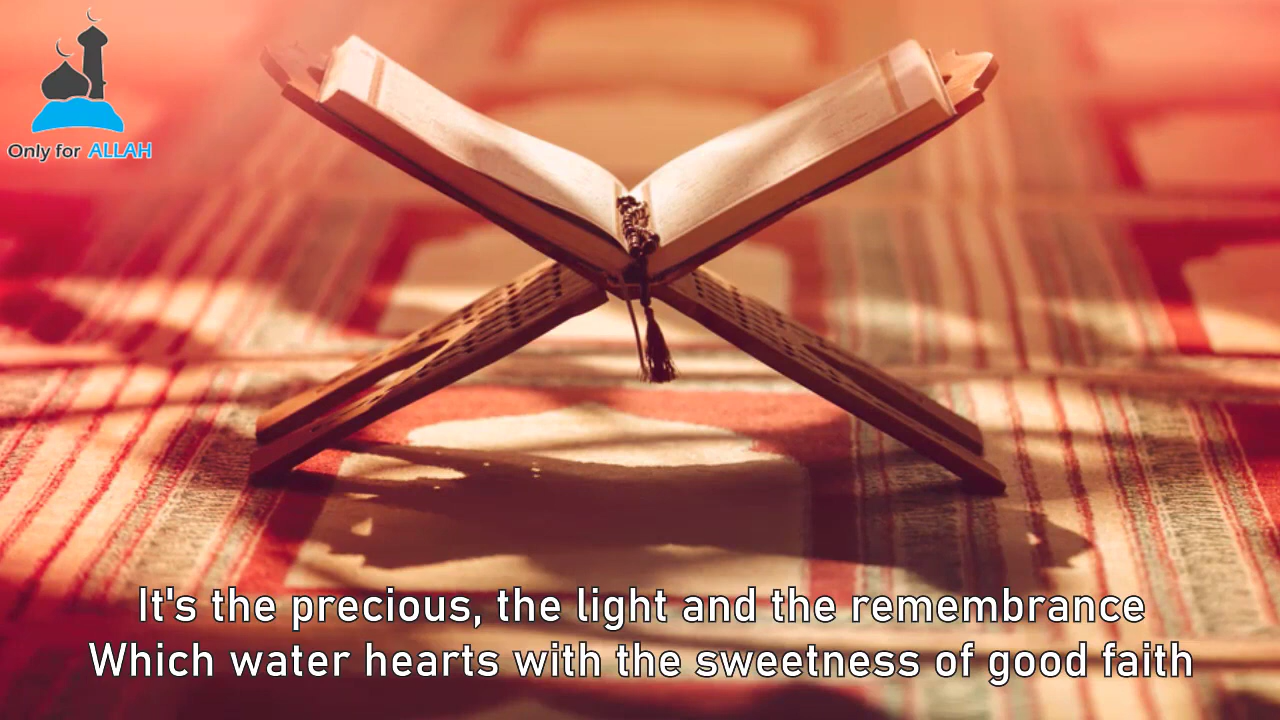 Only for ALLAH
It's the precious, the light and the remembrance
Which water hearts with the sweetness of good faith